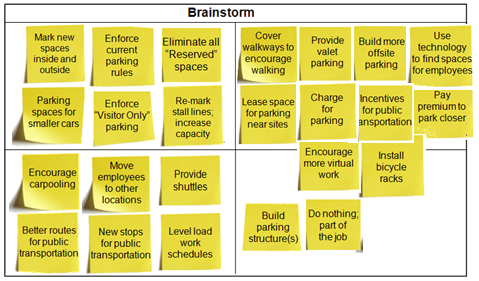 Brainstorm
Mark new
spaces
inside and
outside
Enforce
current
parking
rules
Eliminate all
"Reserved"
spaces
Parking
spaces for
smaller cars
Enforce
"Visitor Only"
parking
Re-mark
stall lines;
increase
capacity
Cover
walkways to
encourage
walking
Provide
valet
parking
Build more
offsite
parking
Use
technology
to find spaces
for employees
Lease space
for parking
near sites
Charge
for
parking
Incentives
for public
ansportation
Pay
premium to
park closer
Encourage
carpooling
Move
employees
to other
locations
Provide
shuttles
Better routes
for public
transportation
New stops
for public
transportation
Level load
work
schedules
Encourage
more virtual
work
Install
bicycle
racks
Build
parking
structure(s)
Do nothing;
part of
the job